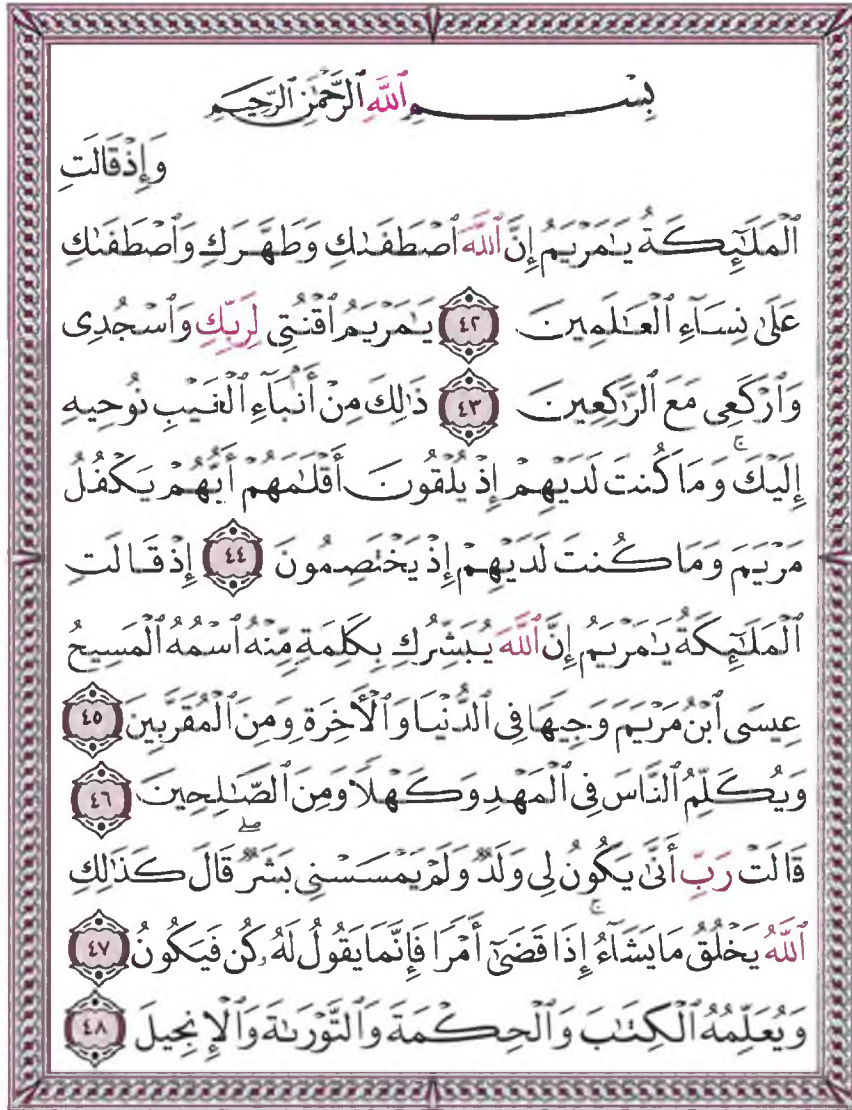 بِسْمِ ٱللَّهِ ٱلرَّحْمَٰنِ ٱلرَّحِيمِ
وَإِذْ قَالَتِ
ٱلْمَلَٰٓئِكَةُ يَٰمَرْيَمُ إِنَّ ٱللَّهَ ٱصْطَفَىٰكِ وَطَهَّرَكِ وَٱصْطَفَىٰكِ
عَلَىٰ نِسَآءِ ٱلْعَٰلَمِينَ ٤٢ يَٰمَرْيَمُ ٱقْنُتِى لِرَبِّكِ وَٱسْجُدِى
وَٱرْكَعِى مَعَ ٱلرَّٰكِعِينَ ٤٣ ذَٰلِكَ مِنْ أَنۢبَآءِ ٱلْغَيْبِ نُوحِيهِ
إِلَيْكَ ۚ وَمَا كُنتَ لَدَيْهِمْ إِذْ يُلْقُونَ أَقْلَٰمَهُمْ أَيُّهُمْ يَكْفُلُ
مَرْيَمَ وَمَا كُنتَ لَدَيْهِمْ إِذْ يَخْتَصِمُونَ ٤٤ إِذْ قَالَتِ
ٱلْمَلَٰٓئِكَةُ يَٰمَرْيَمُ إِنَّ ٱللَّهَ يُبَشِّرُكِ بِكَلِمَةٍ مِّنْهُ ٱسْمُهُ ٱلْمَسِيحُ
عِيسَى ٱبْنُ مَرْيَمَ وَجِيهًا فِى ٱلدُّنْيَا وَٱلْءَاخِرَةِ وَمِنَ ٱلْمُقَرَّبِينَ ٤٥
وَيُكَلِّمُ ٱلنَّاسَ فِى ٱلْمَهْدِ وَكَهْلًا وَمِنَ ٱلصَّٰلِحِينَ ٤٦
قَالَتْ رَبِّ أَنَّىٰ يَكُونُ لِى وَلَدٌ وَلَمْ يَمْسَسْنِى بَشَرٌ ۖ قَالَ كَذَٰلِكِ
ٱللَّهُ يَخْلُقُ مَا يَشَآءُ ۚ إِذَا قَضَىٰٓ أَمْرًا فَإِنَّمَا يَقُولُ لَهُۥ كُن فَيَكُونُ ٤٧
وَيُعَلِّمُهُ ٱلْكِتَٰبَ وَٱلْحِكْمَةَ وَٱلتَّوْرَىٰةَ وَٱلْإِنجِيلَ ٤٨